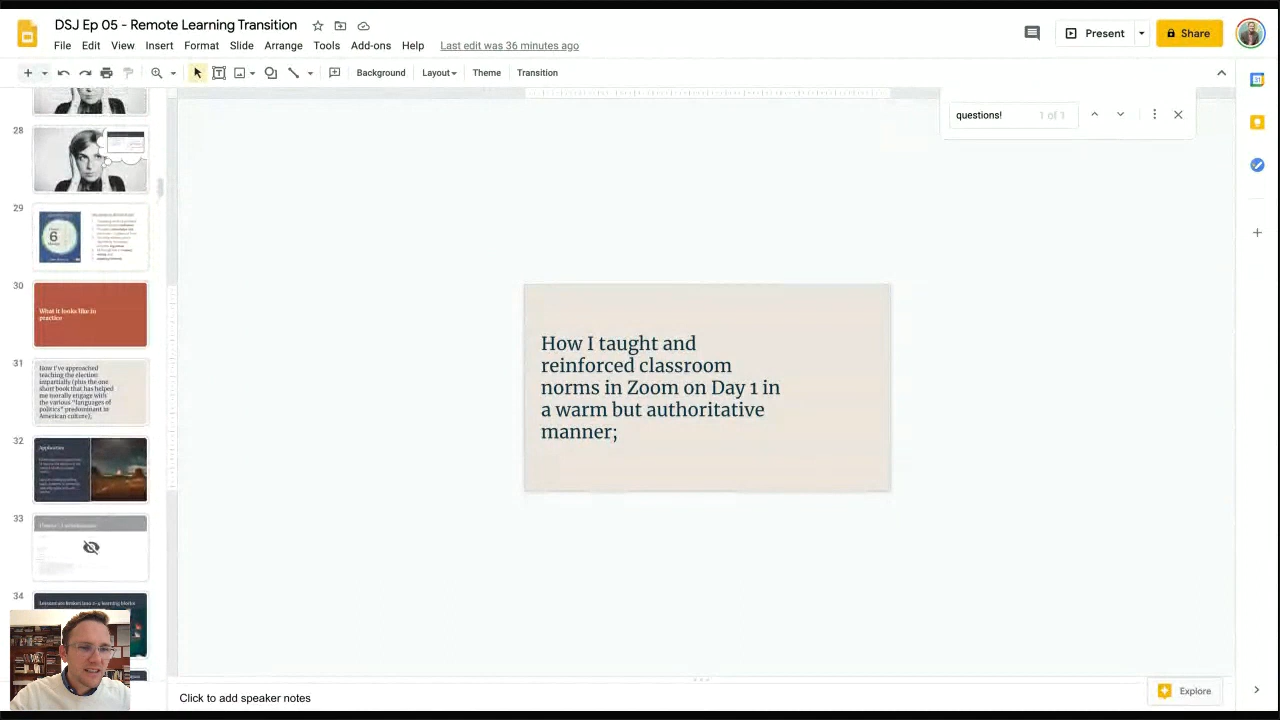 DSJ Ep 05 - Remote Learning Transition
File Edit View Insert Format Slide Arrange Tools Add-ons Help Last edit was 36 minutes ago
Present
Share
Background Layout Theme Transition
questions! 1 of 1
28
29
6
30
What it looks like in
practice
31
How I've approached
teaching the election
impartially (plus the one
short book that has helped
me morally engage with
the various "languages of
politics" predominant in
American culture);
32
Application
33
34
How I taught and
reinforced classroom
norms in Zoom on Day 1 in
a warm but authoritative
manner;
Click to add speaker notes
Explore
31